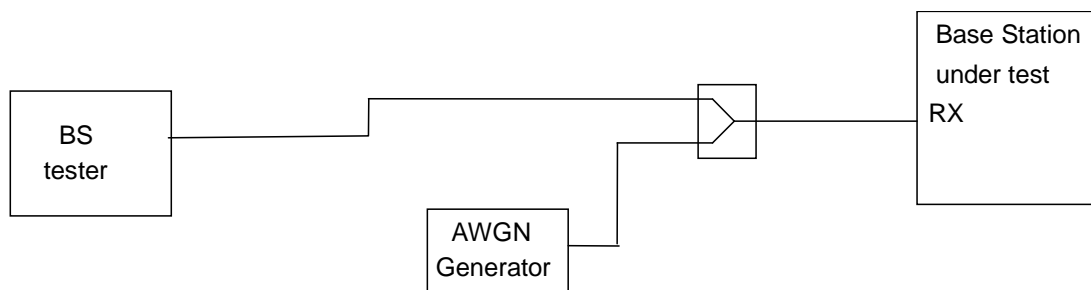 BS
tester
AWGN
Generator
Base Station
under test
RX